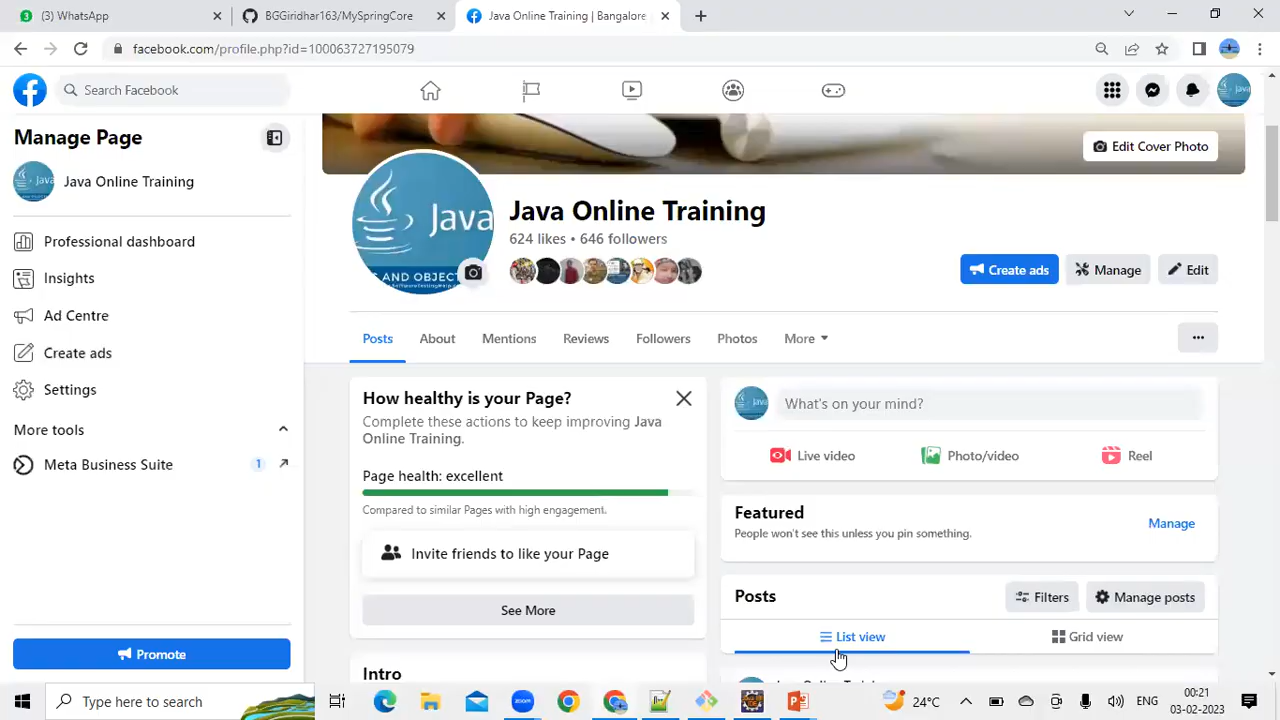 (3) WhatsApp
BGGiridhar163/MySpringCore
Java Online Training | Bangalore
facebook.com/profile.php?id=100063727195079
Search Facebook
Manage Page
Java Online Training
Professional dashboard
Insights
Ad Centre
Create ads
Settings
More tools
Meta Business Suite 1
Promote
Edit Cover Photo
Java
S AND OBJECT
Java Online Training
624 likes • 646 followers
Create ads Manage Edit
Posts About Mentions Reviews Followers Photos More
How healthy is your Page?
Complete these actions to keep improving Java
Online Training.
Page health: excellent
Compared to similar Pages with high engagement.
Invite friends to like your Page
See More
Intro
What's on your mind?
Live video Photo/video Reel
Featured
People won't see this unless you pin something.
Manage
Posts Filters Manage posts
List view Grid view
Type here to search
zoom
24°C
ENG
00:21
03-02-2023